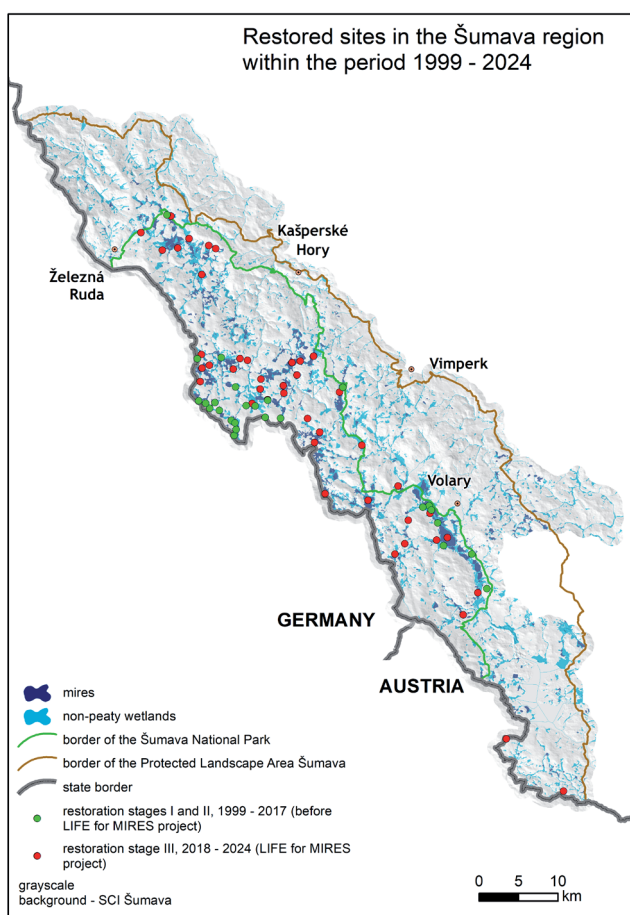 Restored sites in the Šumava region
within the period 1999 - 2024
Kašperské
Hory
Železná
Ruda
Vimperk
Volary
GERMANY
AUSTRIA
mires
non-peaty wetlands
border of the Šumava National Park
border of the Protected Landscape Area Šumava
state border
restoration stages I and II, 1999 - 2017 (before
LIFE for MIRES project)
restoration stage III, 2018 - 2024 (LIFE for MIRES
project)
grayscale
background - SCI Šumava
0 5 10
km